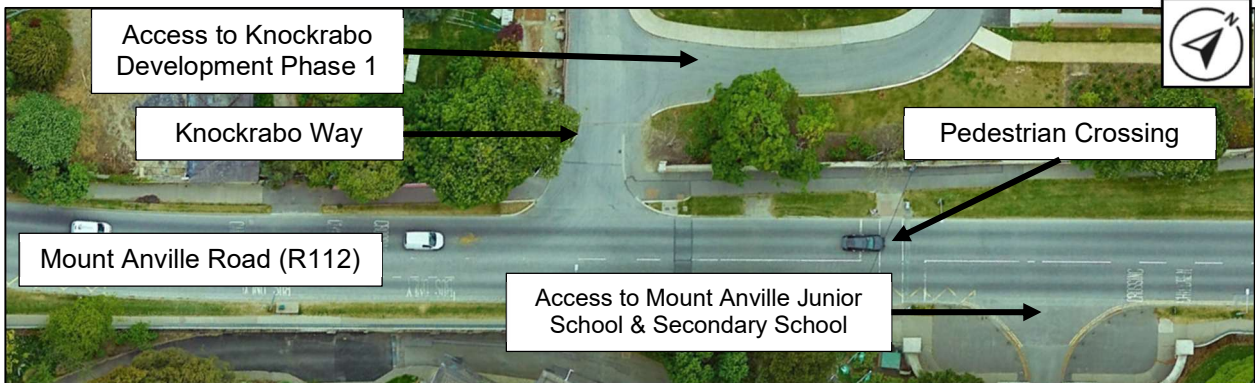 Access to Knockrabo
Development Phase 1
N
Knockrabo Way
Pedestrian Crossing
Mount Anville Road (R112)
Access to Mount Anville Junior
School & Secondary School